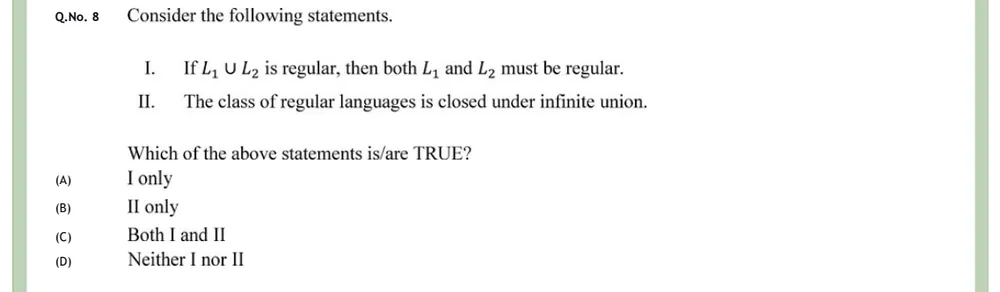 Q.No. 8 Consider the following statements.
I. If L₁ ∪ L₂ is regular, then both L₁ and L₂ must be regular.
II. The class of regular languages is closed under infinite union.
Which of the above statements is/are TRUE?
(A) I only
(B) II only
(C) Both I and II
(D) Neither I nor II